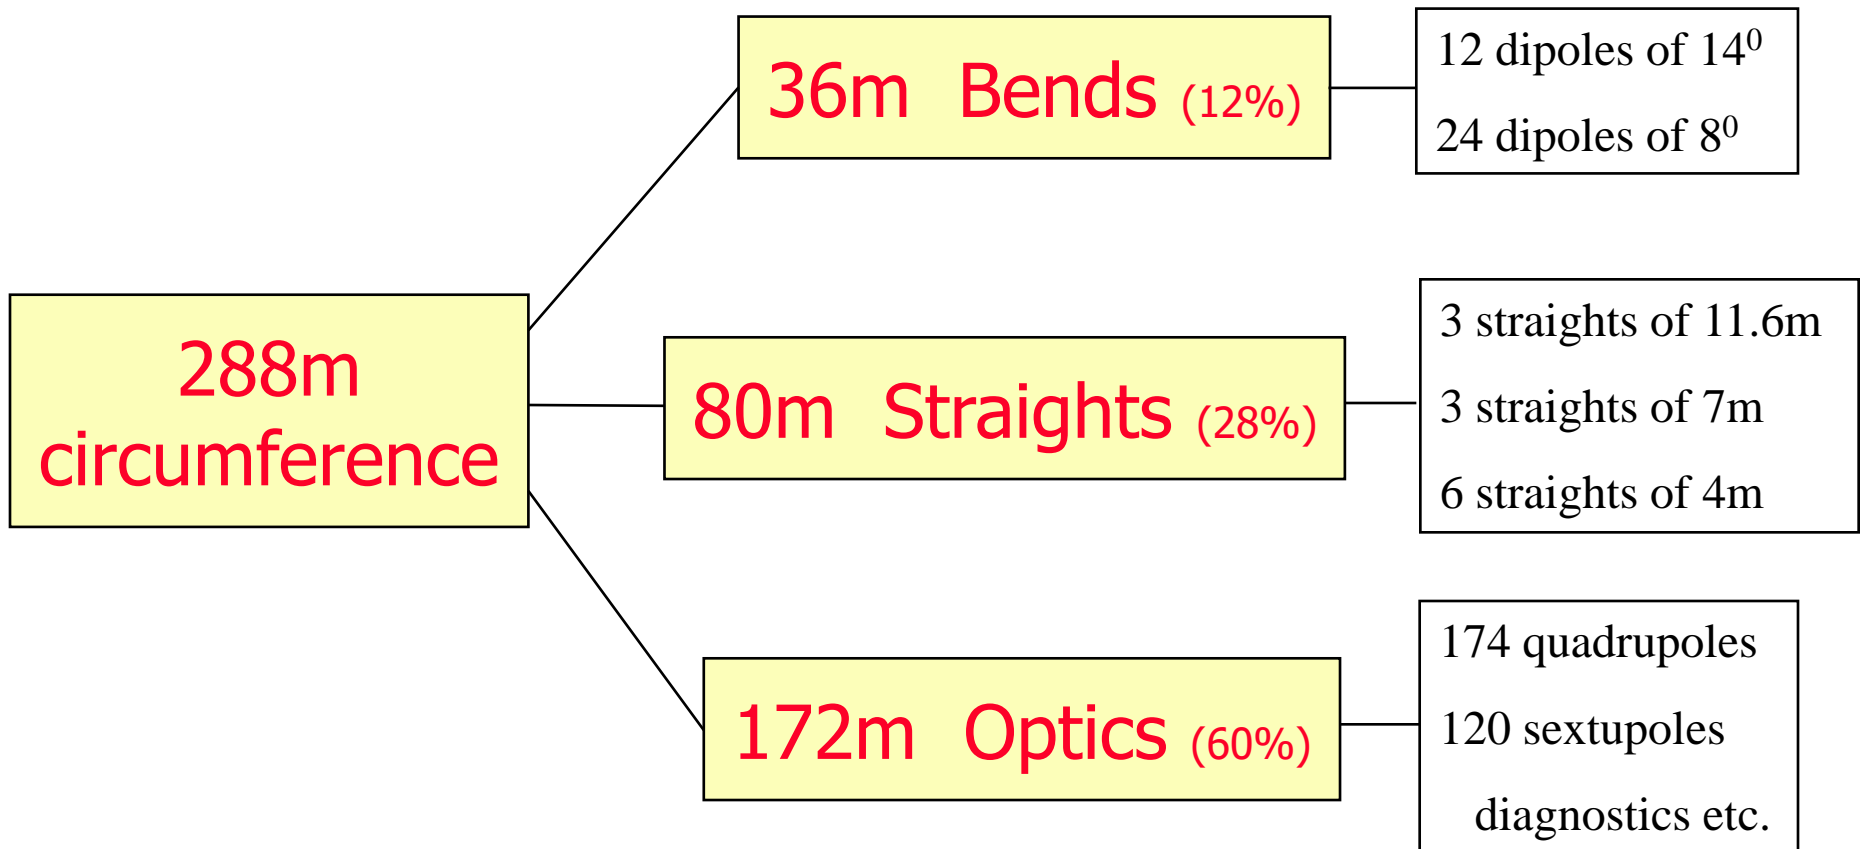 288m
circumference
36m Bends (12%)
12 dipoles of 14⁰
24 dipoles of 8⁰
80m Straights (28%)
3 straights of 11.6m
3 straights of 7m
6 straights of 4m
172m Optics (60%)
174 quadrupoles
120 sextupoles
diagnostics etc.